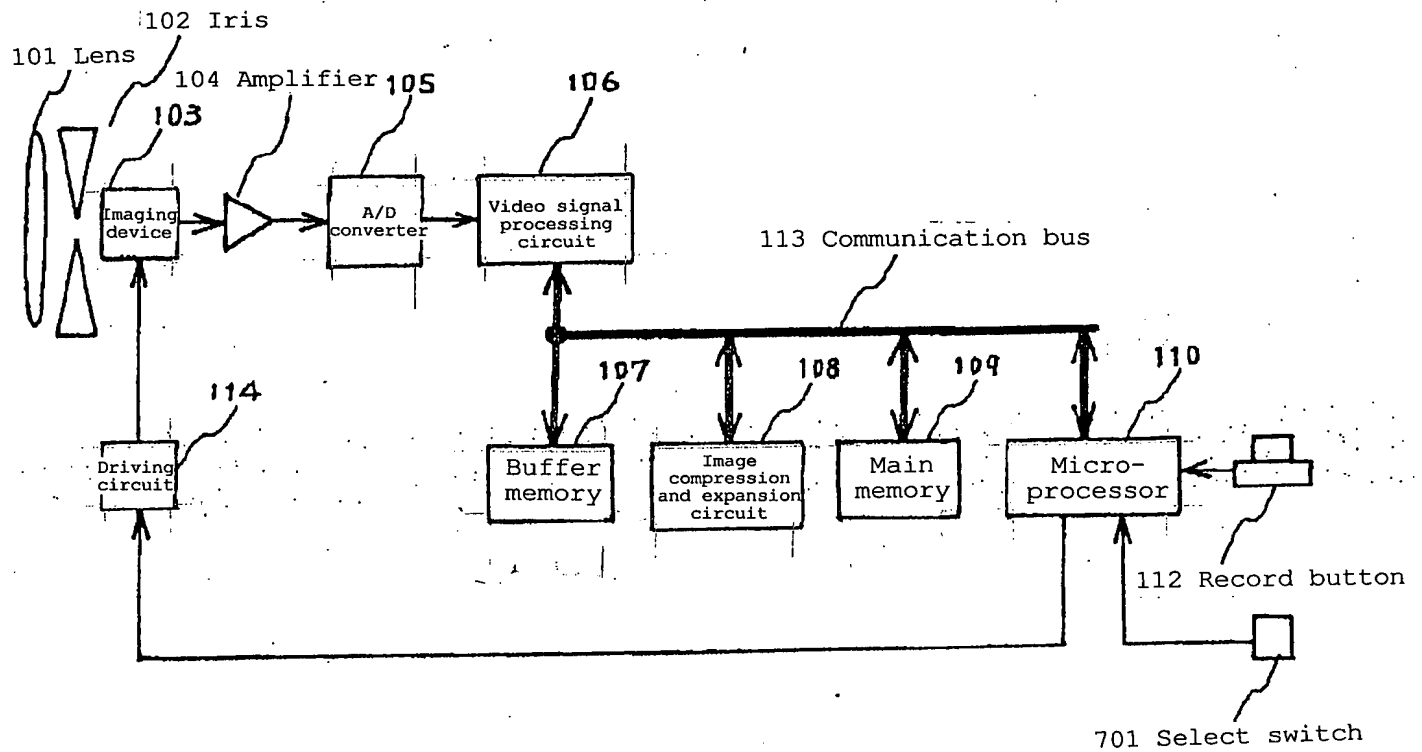 102 Iris
101 Lens
104 Amplifier
105
106
103
Imaging
device
A/D
converter
Video signal
processing
circuit
113 Communication bus
107
108
109
110
114
Driving
circuit
Buffer
memory
Image
compression
and expansion
circuit
Main
memory
Micro-
processor
112 Record button
701 Select switch